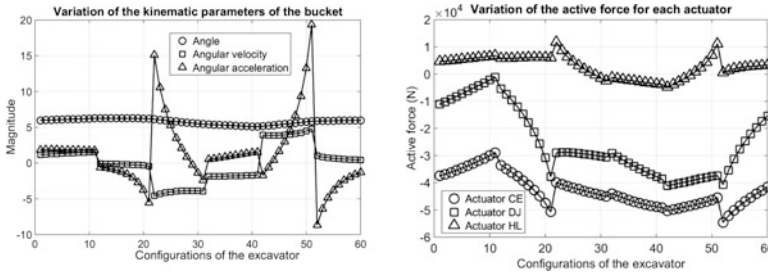 Variation of the kinematic parameters of the bucket
20
15
10
5
0
-5
-10
Magnitude
Angle
Angular velocity
Angular acceleration
0 10 20 30 40 50 60
Configurations of the excavator
×10⁴ Variation of the active force for each actuator
2
1
0
-1
-2
-3
-4
-5
-6
Active force (N)
Actuator CE
Actuator DJ
Actuator HL
0 10 20 30 40 50 60
Configurations of the excavator